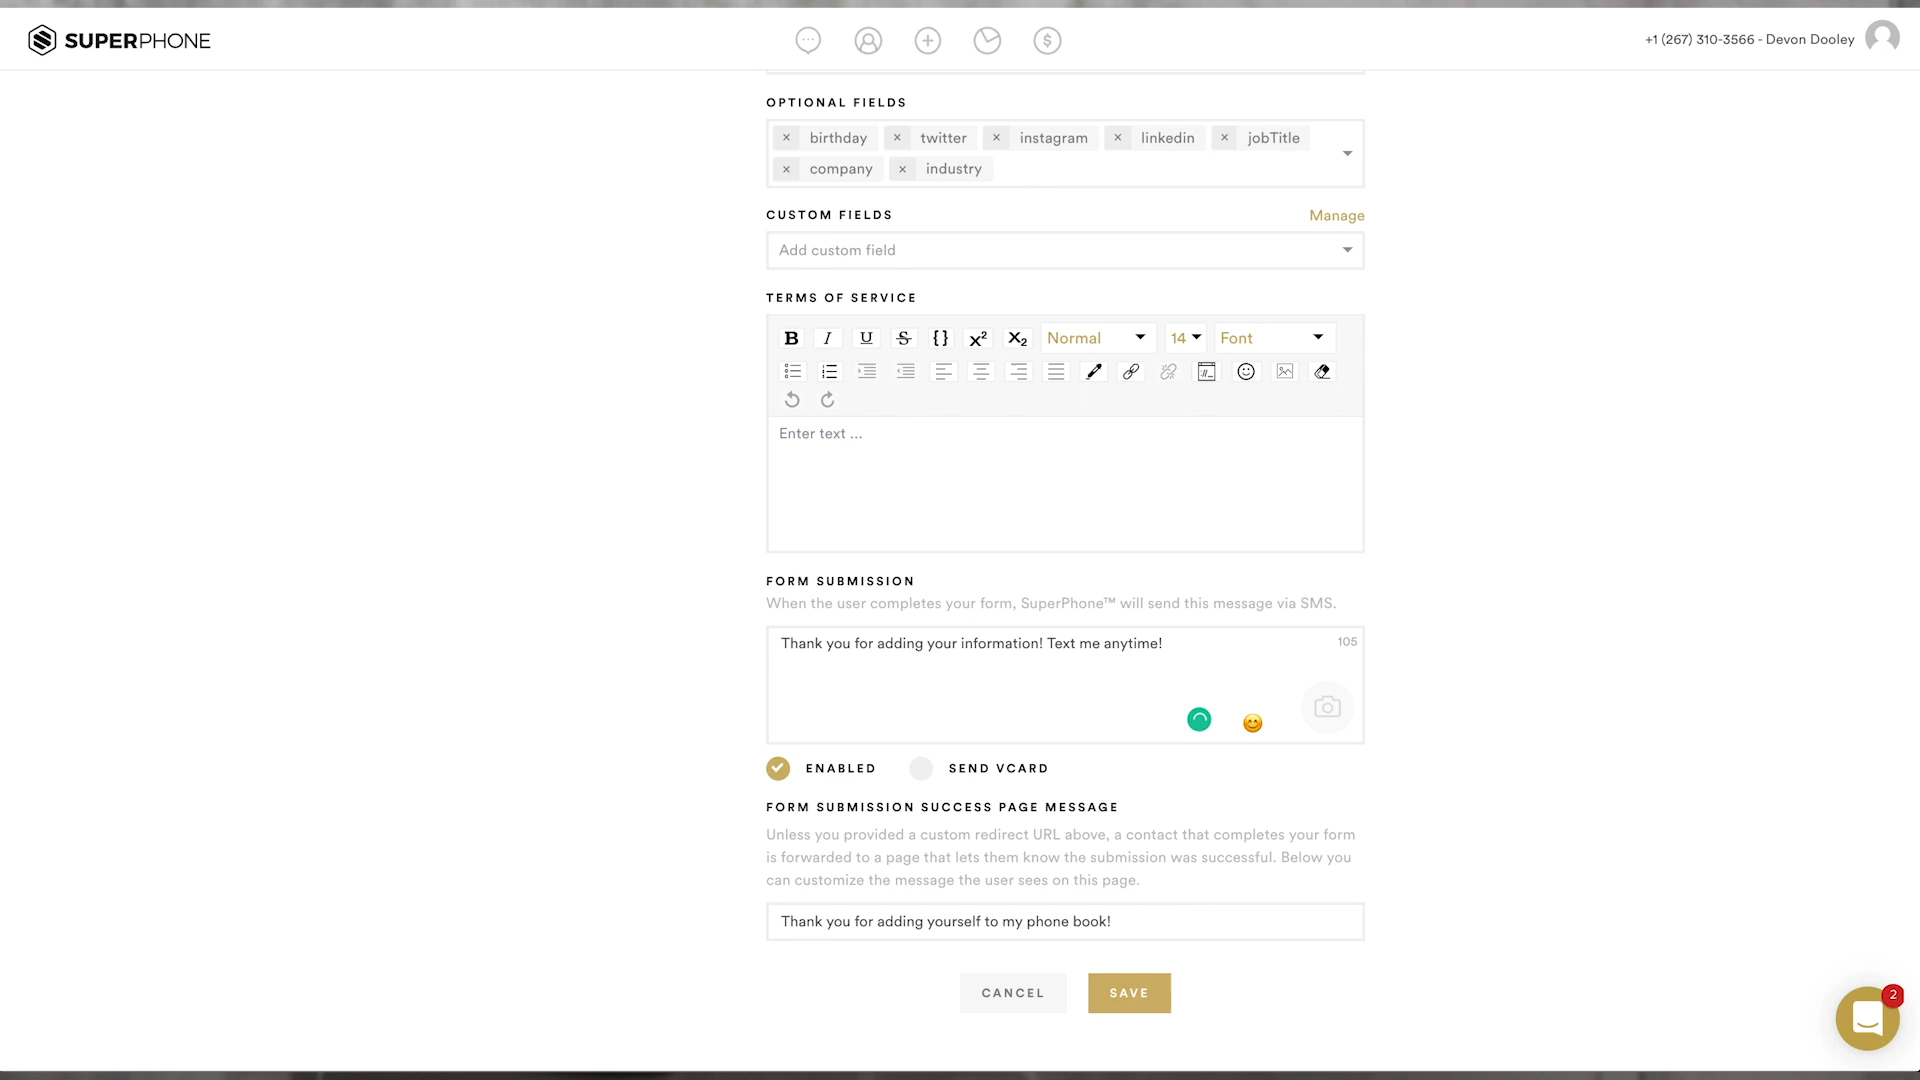 SUPERPHONE
+1 (267) 310-3566 - Devon Dooley
OPTIONAL FIELDS
× birthday × twitter × instagram × linkedin × jobTitle
× company × industry
CUSTOM FIELDS Manage
Add custom field
TERMS OF SERVICE
B I U S {} x² x₂ Normal 14 Font
Enter text ...
FORM SUBMISSION
When the user completes your form, SuperPhone™ will send this message via SMS.
Thank you for adding your information! Text me anytime! 105
ENABLED SEND VCARD
FORM SUBMISSION SUCCESS PAGE MESSAGE
Unless you provided a custom redirect URL above, a contact that completes your form
is forwarded to a page that lets them know the submission was successful. Below you
can customize the message the user sees on this page.
Thank you for adding yourself to my phone book!
CANCEL SAVE
2